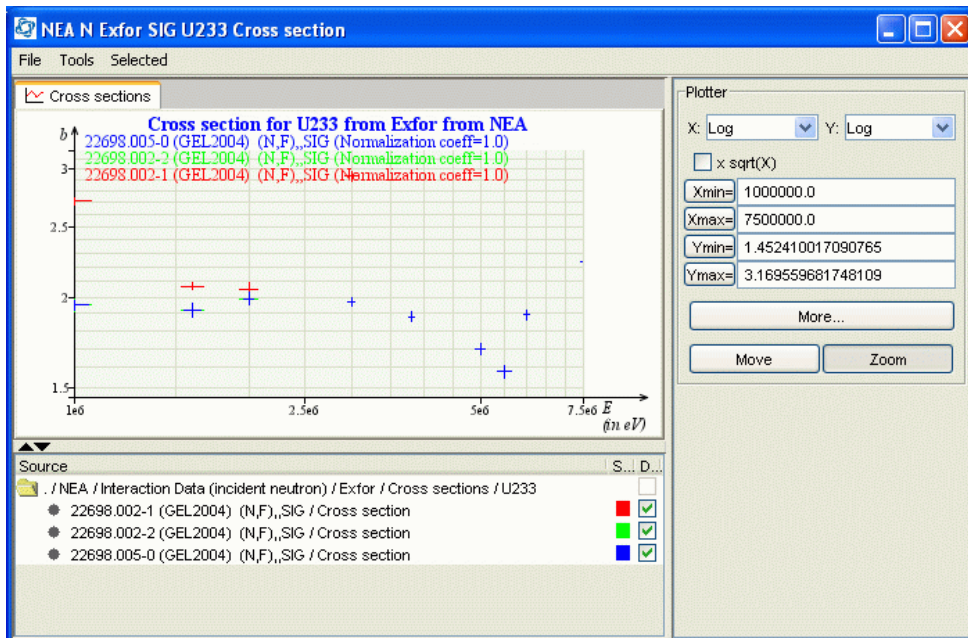 NEA N Exfor SIG U233 Cross section
File Tools Selected
Cross sections
Cross section for U233 from Exfor from NEA
b
22698.005-0 (GEL2004) (N,F),,SIG (Normalization coeff=1.0)
22698.002-2 (GEL2004) (N,F),,SIG (Normalization coeff=1.0)
22698.002-1 (GEL2004) (N,F),,SIG (Normalization coeff=1.0)
3
2.5
2
1.5
1e6 2.5e6 5e6 7.5e6 E
(in eV)
Plotter
X: Log Y: Log
x sqrt(X)
Xmin= 1000000.0
Xmax= 7500000.0
Ymin= 1.452410017090765
Ymax= 3.169559681748109
More...
Move Zoom
Source S... D...
. / NEA / Interaction Data (incident neutron) / Exfor / Cross sections / U233
22698.002-1 (GEL2004) (N,F),,SIG / Cross section
22698.002-2 (GEL2004) (N,F),,SIG / Cross section
22698.005-0 (GEL2004) (N,F),,SIG / Cross section